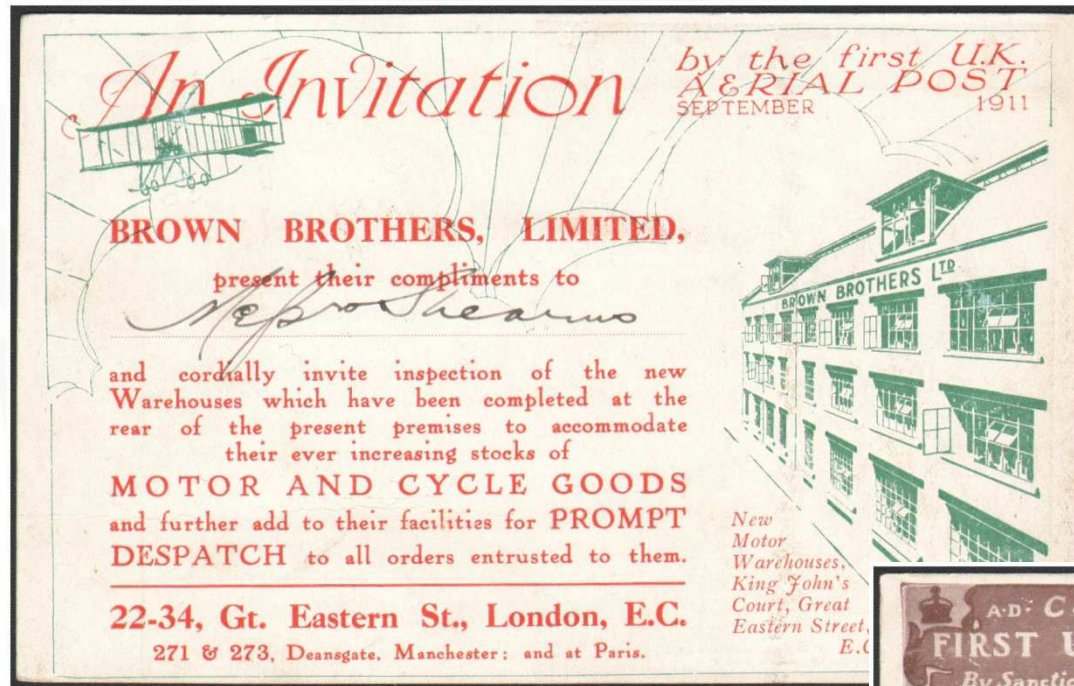 An Invitation
by the first U.K.
AERIAL POST
SEPTEMBER 1911
BROWN BROTHERS, LIMITED,
present their compliments to
and cordially invite inspection of the new
Warehouses which have been completed at the
rear of the present premises to accommodate
their ever increasing stocks of
MOTOR AND CYCLE GOODS
and further add to their facilities for PROMPT
DESPATCH to all orders entrusted to them.
22-34, Gt. Eastern St., London, E.C.
271 & 273, Deansgate, Manchester; and at Paris.
BROWN BROTHERS LTD
New
Motor
Warehouses,
King John's
Court, Great
Eastern Street,
E.C
A·D· C
FIRST U
By Sanctio